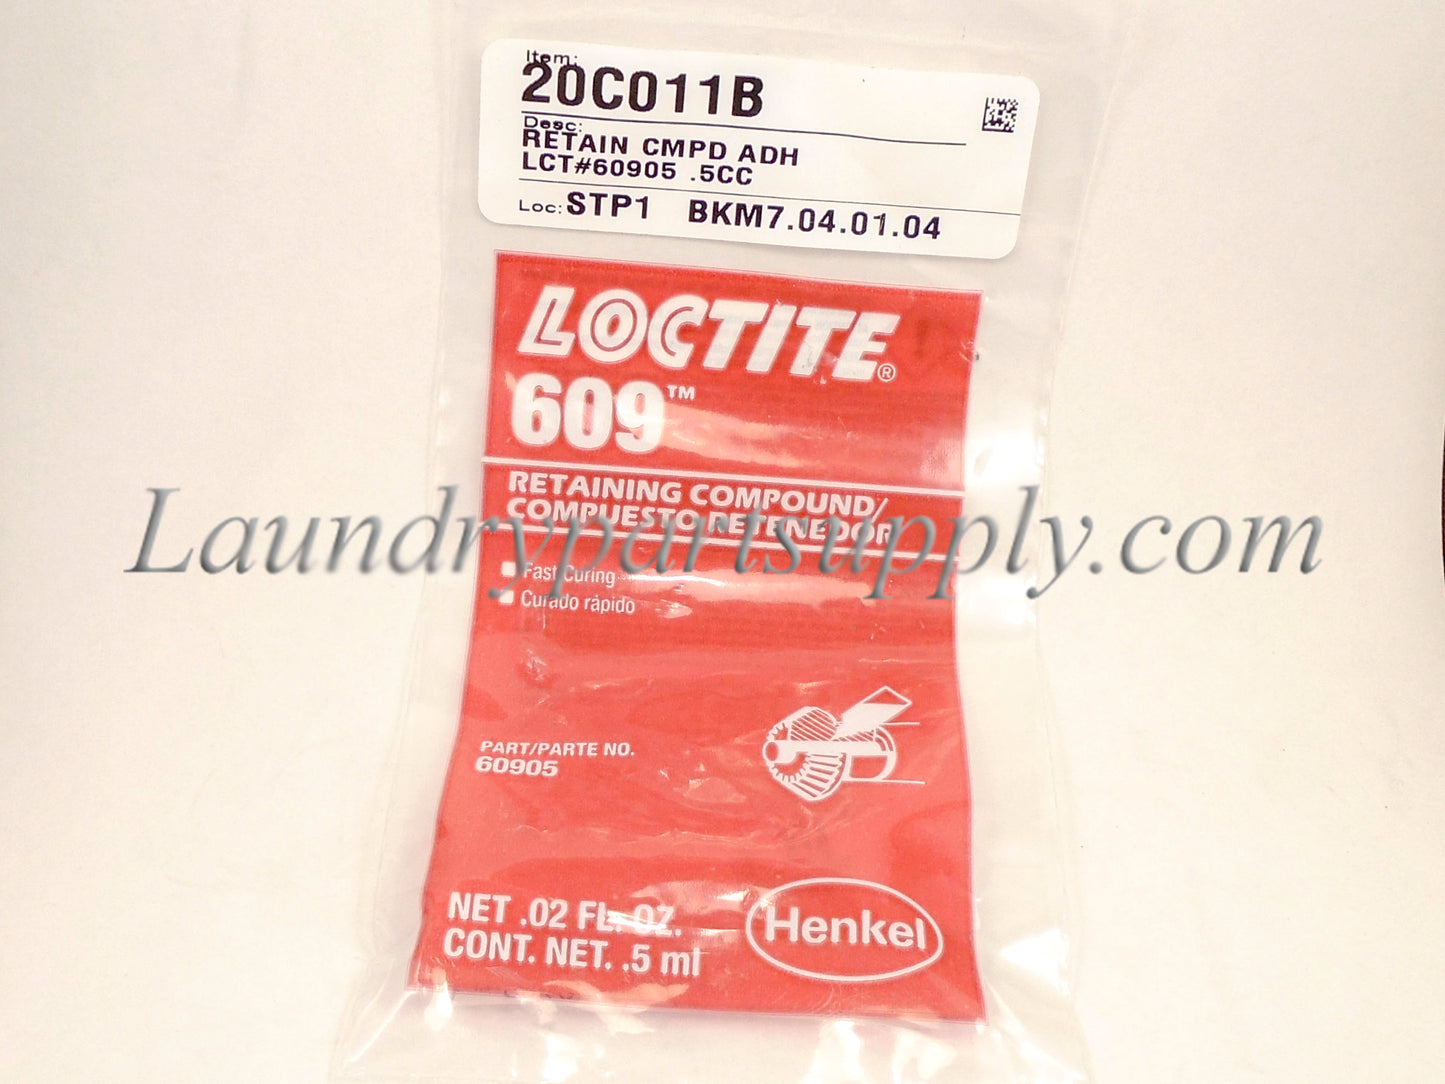 Item:
20C011B
Desc:
RETAIN CMPD ADH
LCT#60905 .5CC
Loc: STP1 BKM7.04.01.04
LOCTITE®
609™
RETAINING COMPOUND/
COMPUESTO RETENEDOR
Laundrypartsupply.com
Fast Curing
Curado rápido
PART/PARTE NO.
60905
NET .02 FL. OZ.
CONT. NET. .5 ml
Henkel